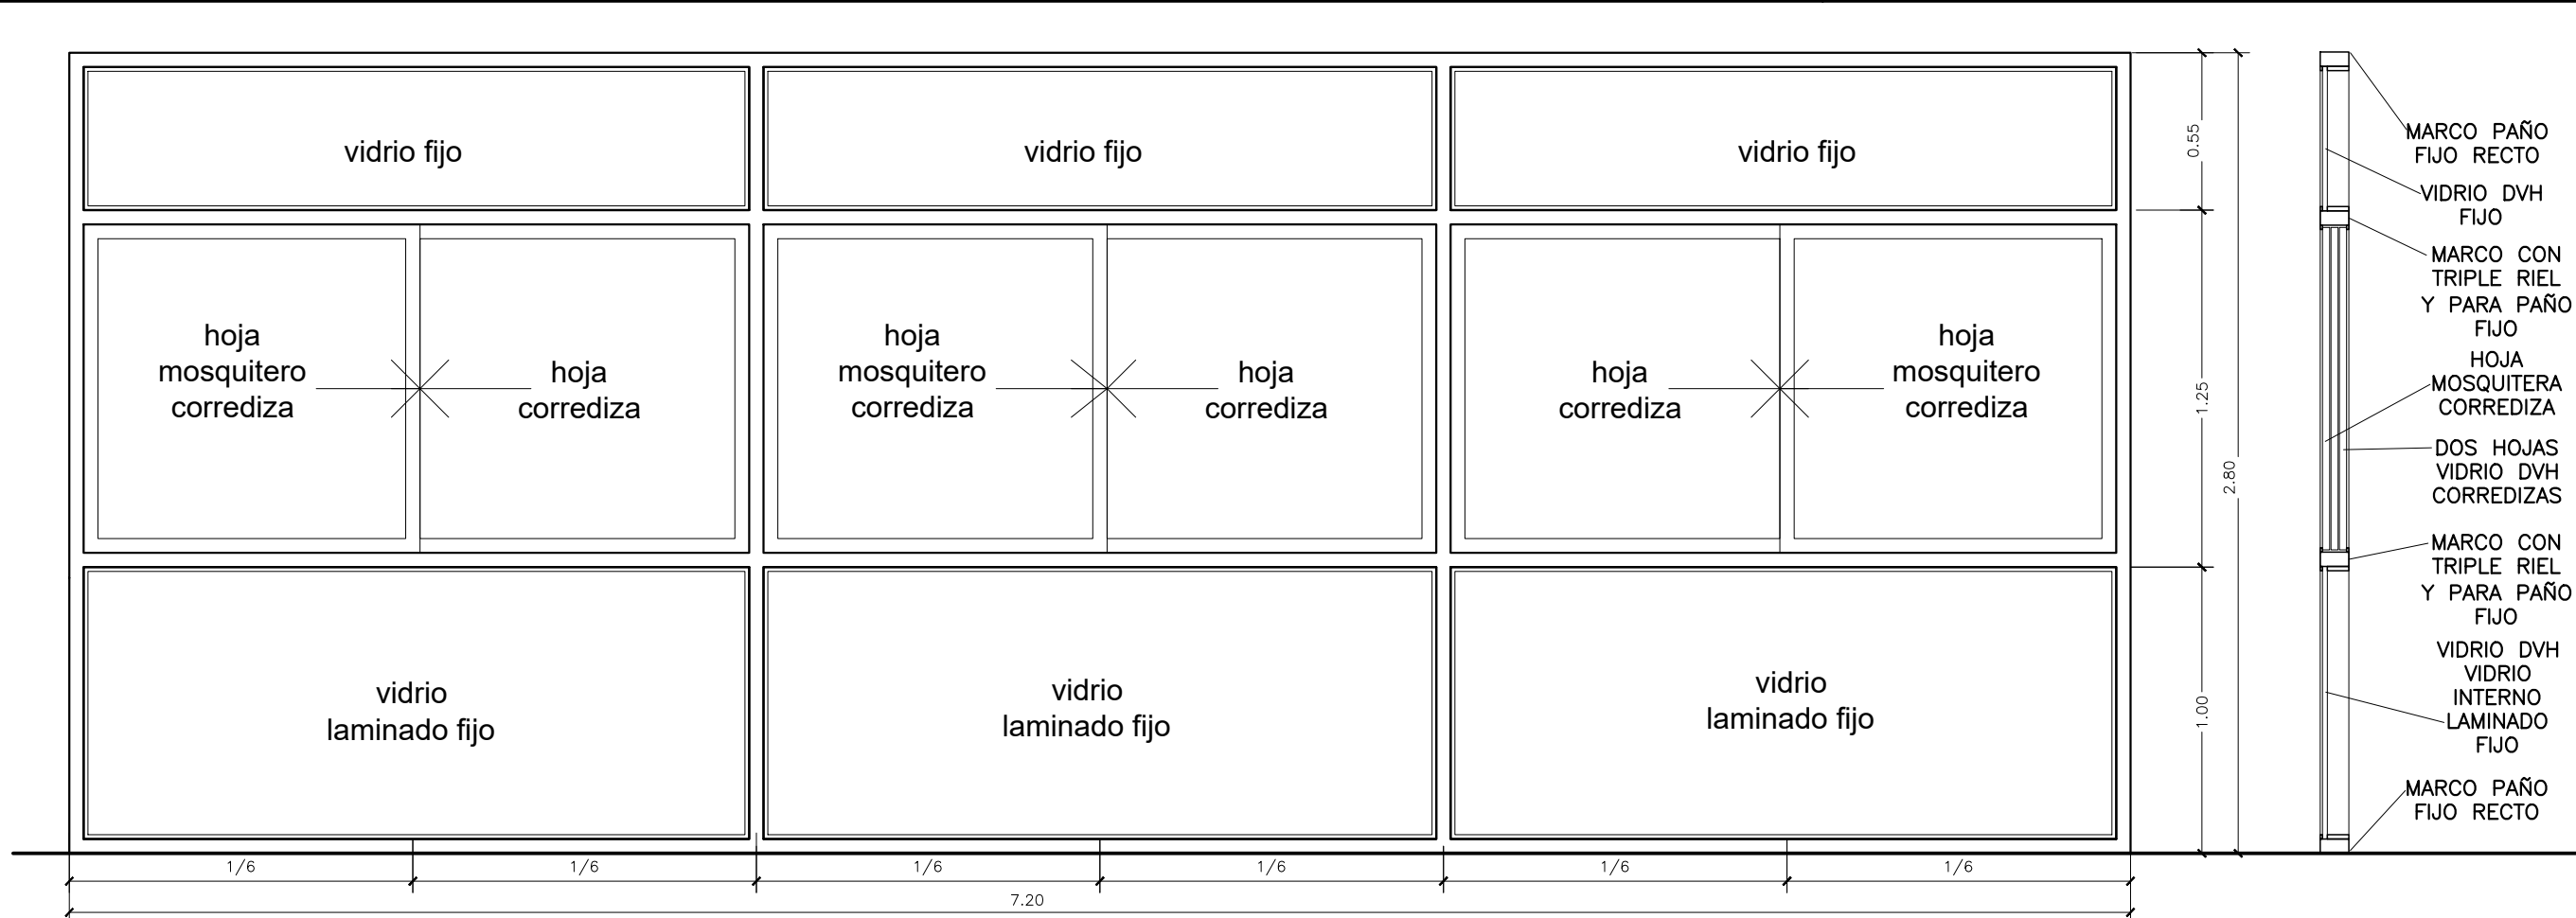 vidrio fijo
vidrio fijo
vidrio fijo
hoja
mosquitero
corrediza
hoja
corrediza
hoja
mosquitero
corrediza
hoja
corrediza
hoja
corrediza
hoja
mosquitero
corrediza
vidrio
laminado fijo
vidrio
laminado fijo
vidrio
laminado fijo
1/6
1/6
1/6
1/6
1/6
1/6
7.20
0.55
1.25
1.00
2.80
MARCO PAÑO
FIJO RECTO
VIDRIO DVH
FIJO
MARCO CON
TRIPLE RIEL
Y PARA PAÑO
FIJO
HOJA
MOSQUITERA
CORREDIZA
DOS HOJAS
VIDRIO DVH
CORREDIZAS
MARCO CON
TRIPLE RIEL
Y PARA PAÑO
FIJO
VIDRIO DVH
VIDRIO
INTERNO
LAMINADO
FIJO
MARCO PAÑO
FIJO RECTO